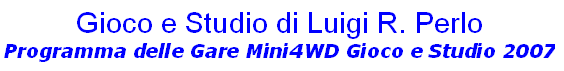 Gioco e Studio di Luigi R. Perlo
Programma delle Gare Mini4WD Gioco e Studio 2007